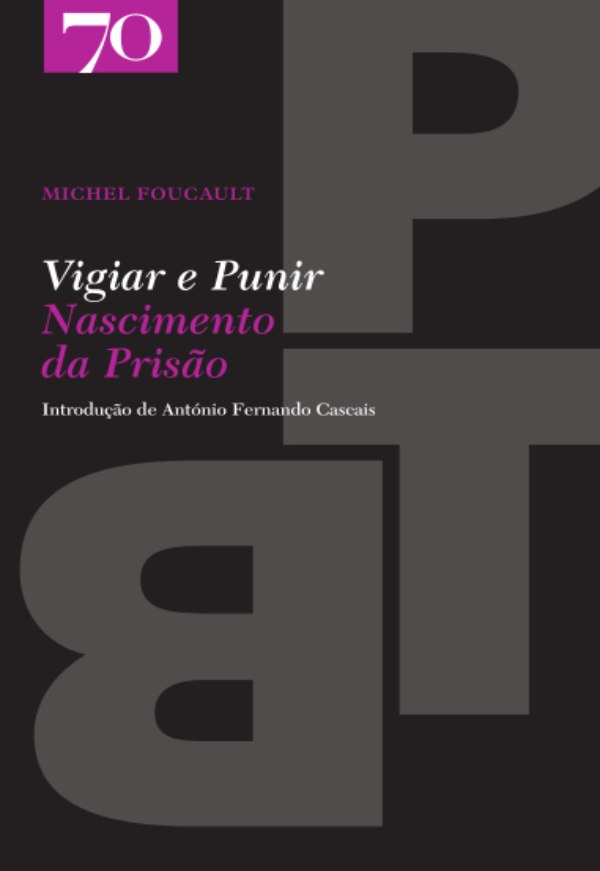 70
MICHEL FOUCAULT
Vigiar e Punir
Nascimento
da Prisão
Introdução de António Fernando Cascais
P
T
B